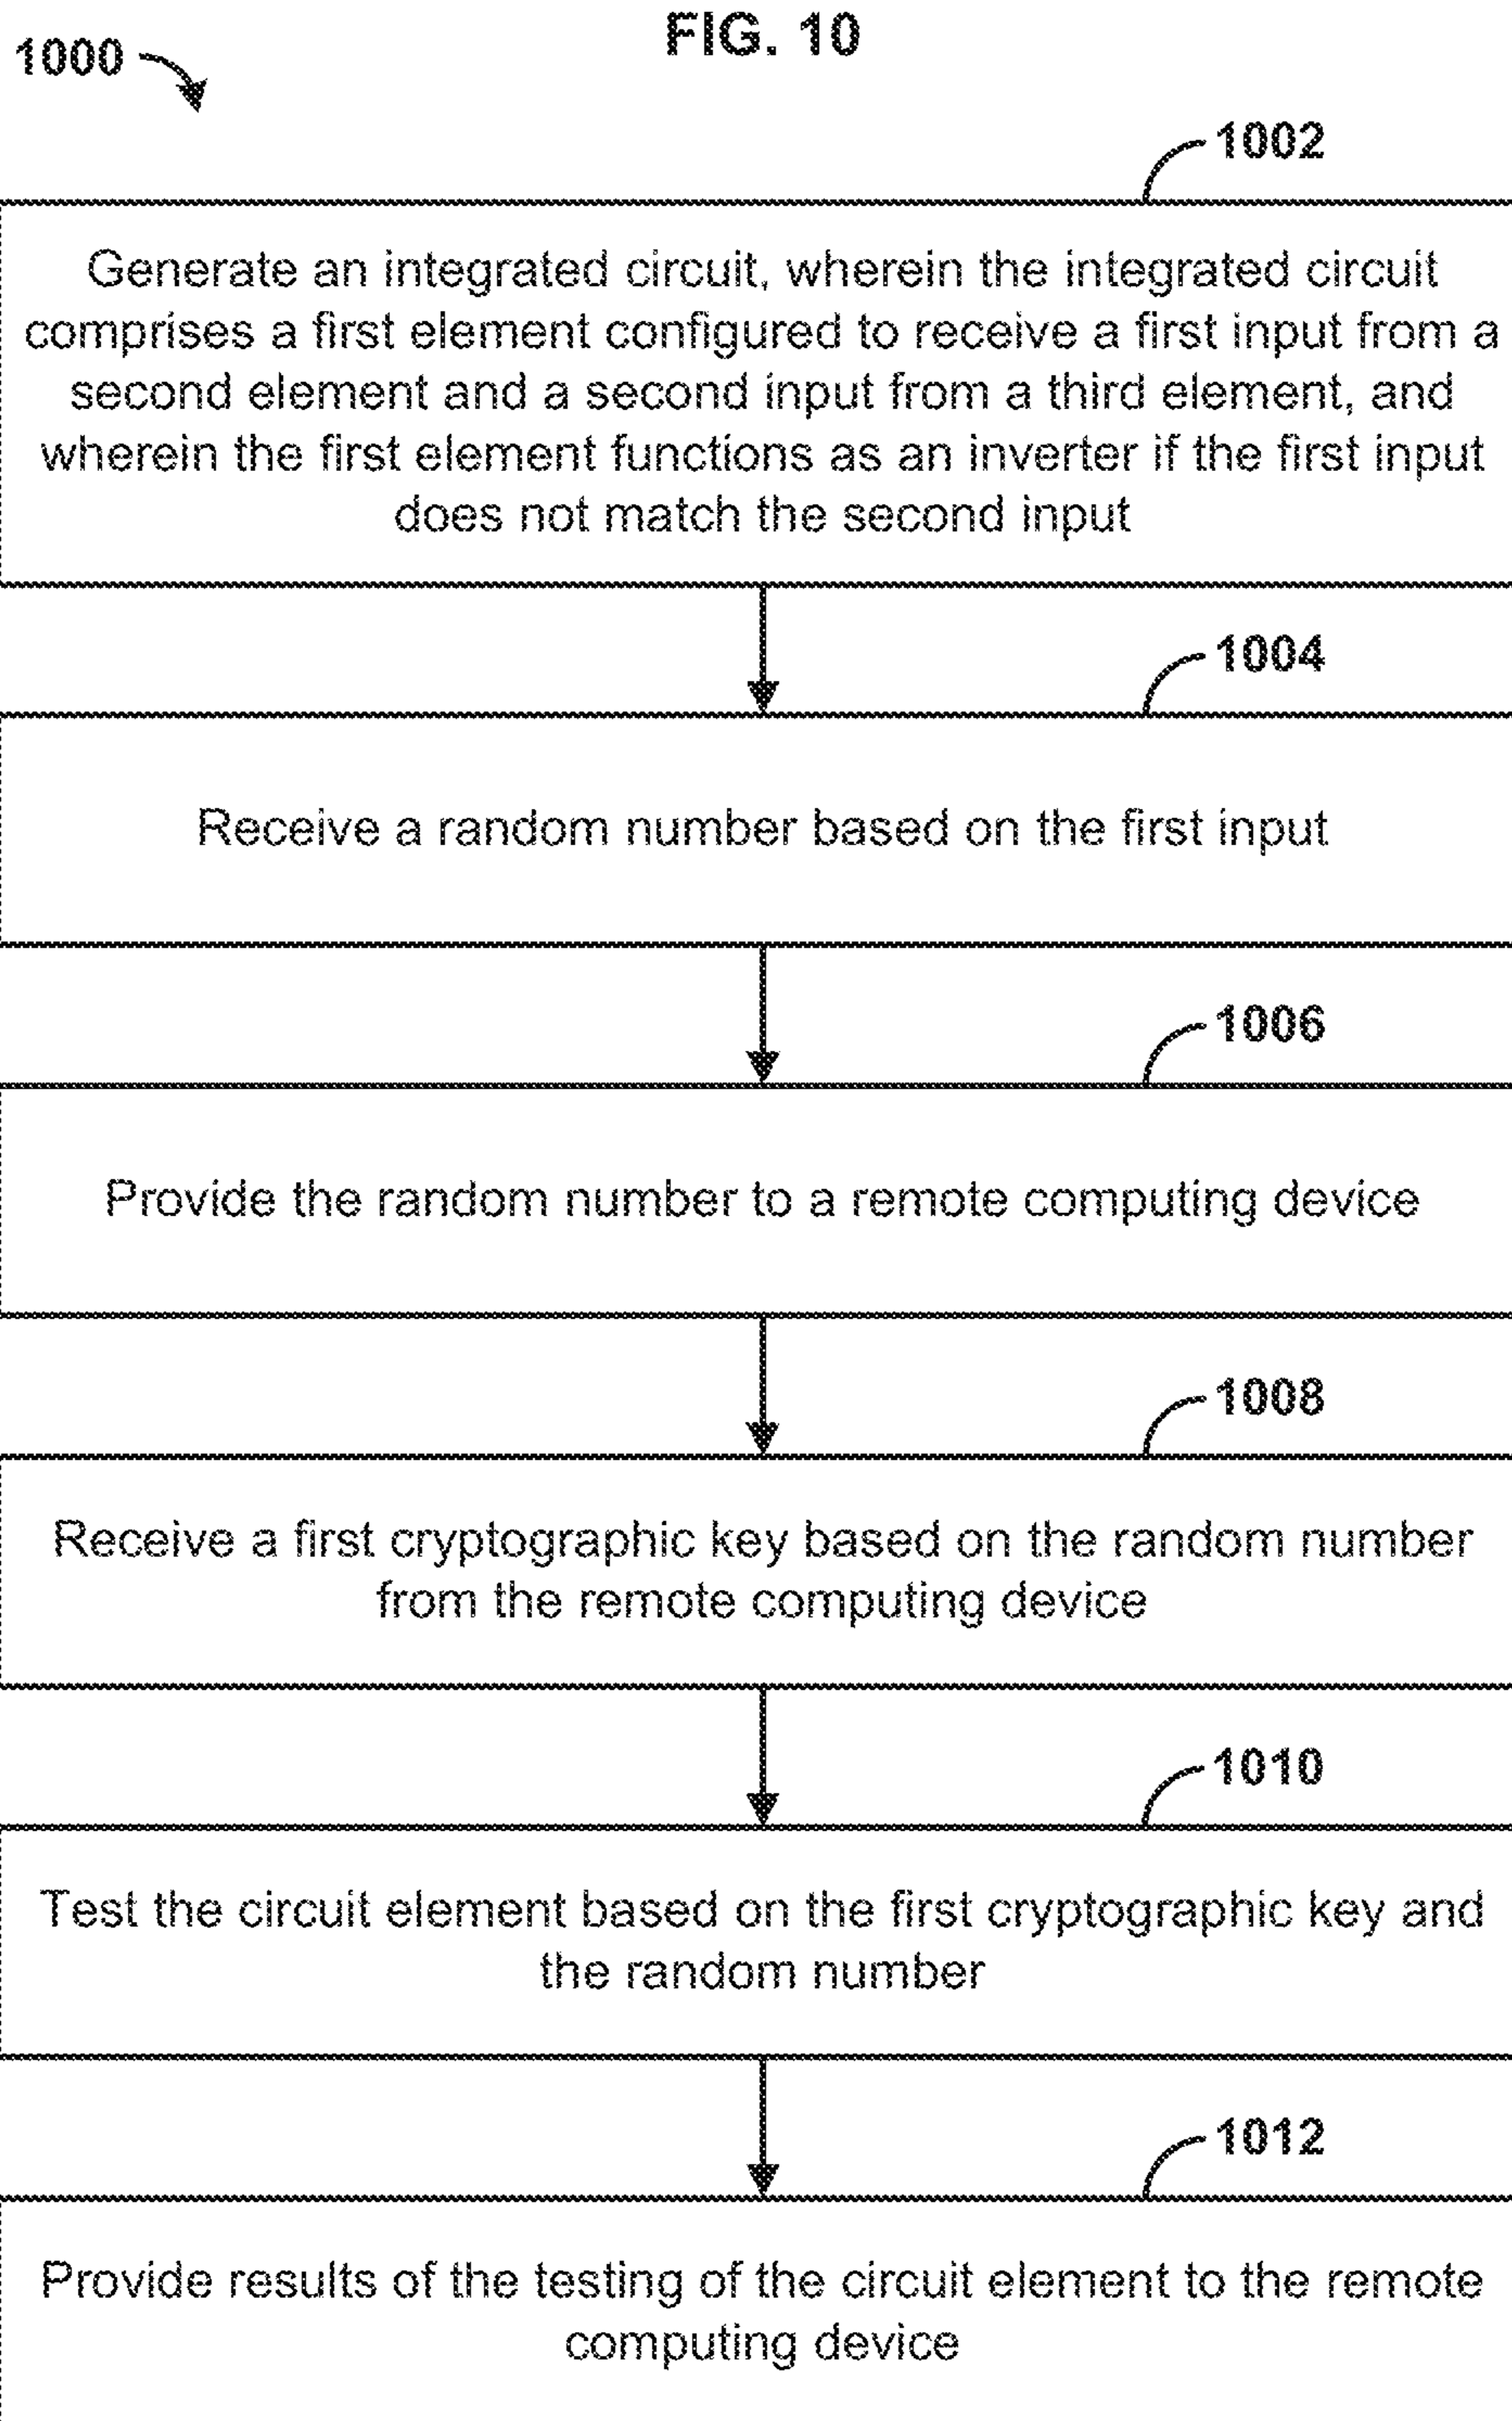 FIG. 10
1000
1002
Generate an integrated circuit, wherein the integrated circuit
comprises a first element configured to receive a first input from a
second element and a second input from a third element, and
wherein the first element functions as an inverter if the first input
does not match the second input
1004
Receive a random number based on the first input
1006
Provide the random number to a remote computing device
1008
Receive a first cryptographic key based on the random number
from the remote computing device
1010
Test the circuit element based on the first cryptographic key and
the random number
1012
Provide results of the testing of the circuit element to the remote
computing device